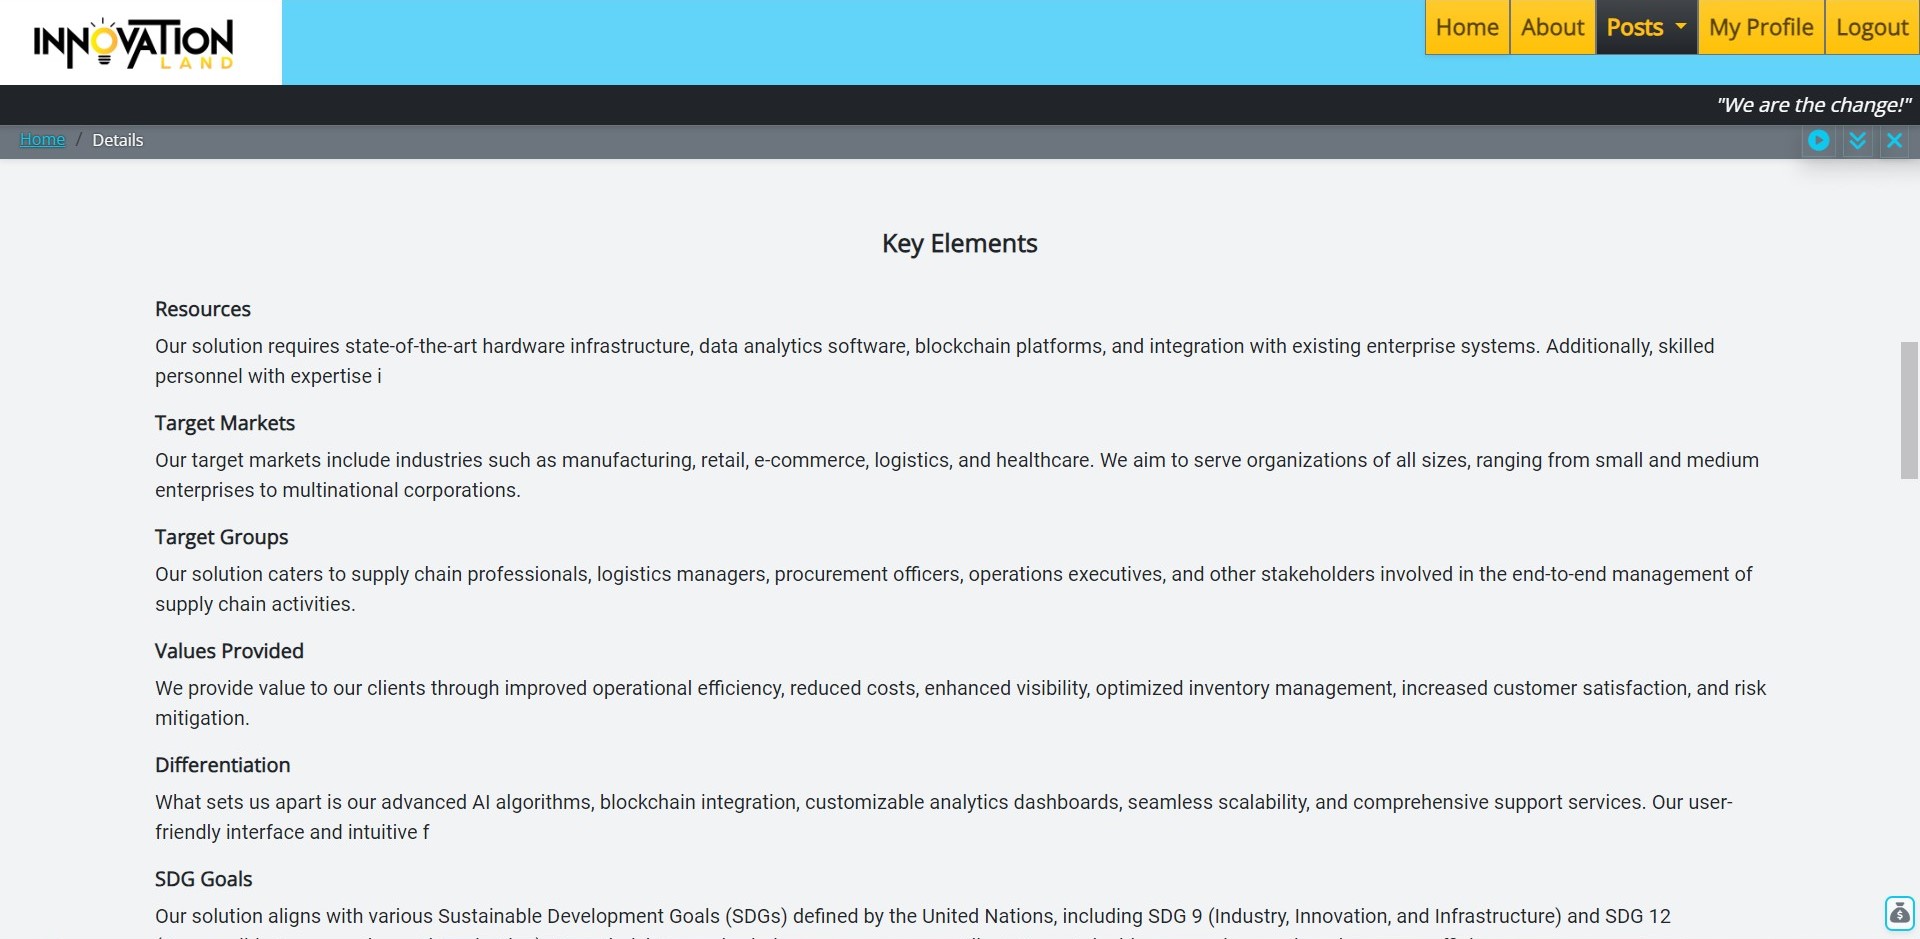 INNOVATION
LAND
Home About Posts My Profile Logout
"We are the change!"
Home / Details
Key Elements
Resources
Our solution requires state-of-the-art hardware infrastructure, data analytics software, blockchain platforms, and integration with existing enterprise systems. Additionally, skilled
personnel with expertise i
Target Markets
Our target markets include industries such as manufacturing, retail, e-commerce, logistics, and healthcare. We aim to serve organizations of all sizes, ranging from small and medium
enterprises to multinational corporations.
Target Groups
Our solution caters to supply chain professionals, logistics managers, procurement officers, operations executives, and other stakeholders involved in the end-to-end management of
supply chain activities.
Values Provided
We provide value to our clients through improved operational efficiency, reduced costs, enhanced visibility, optimized inventory management, increased customer satisfaction, and risk
mitigation.
Differentiation
What sets us apart is our advanced AI algorithms, blockchain integration, customizable analytics dashboards, seamless scalability, and comprehensive support services. Our user-
friendly interface and intuitive f
SDG Goals
Our solution aligns with various Sustainable Development Goals (SDGs) defined by the United Nations, including SDG 9 (Industry, Innovation, and Infrastructure) and SDG 12